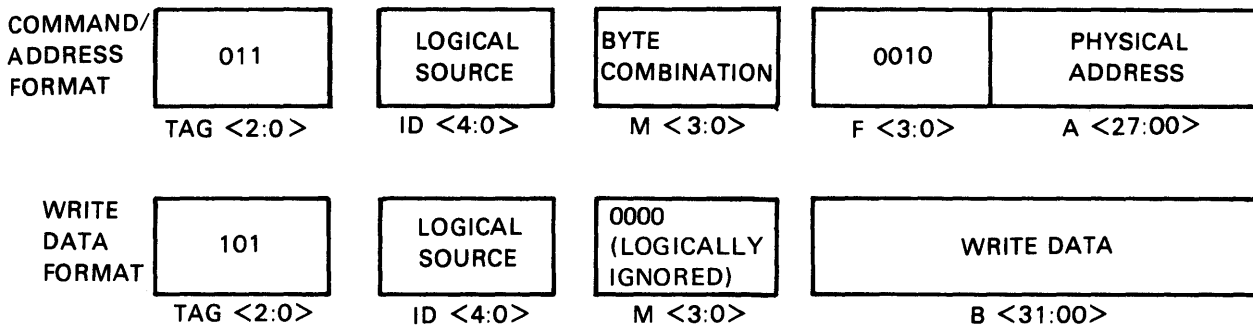 COMMAND/
ADDRESS
FORMAT
011
LOGICAL
SOURCE
BYTE
COMBINATION
0010
PHYSICAL
ADDRESS
TAG <2:0>
ID <4:0>
M <3:0>
F <3:0>
A <27:00>
WRITE
DATA
FORMAT
101
LOGICAL
SOURCE
0000
(LOGICALLY
IGNORED)
WRITE DATA
TAG <2:0>
ID <4:0>
M <3:0>
B <31:00>